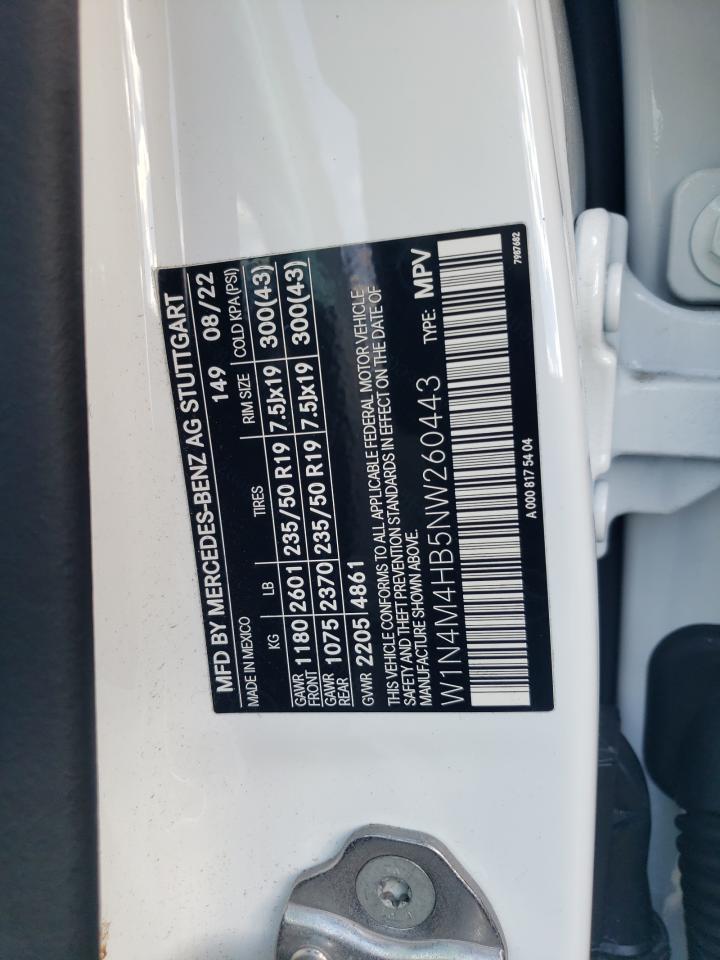 MFD BY MERCEDES-BENZ AG STUTTGART
MADE IN MEXICO 149 08/22
KG LB TIRES RIM SIZE COLD KPA(PSI)
GAWR FRONT 1180 2601 235/50 R19 7.5Jx19 300(43)
GAWR REAR 1075 2370 235/50 R19 7.5Jx19 300(43)
GVWR 2205 4861
THIS VEHICLE CONFORMS TO ALL APPLICABLE FEDERAL MOTOR VEHICLE
SAFETY AND THEFT PREVENTION STANDARDS IN EFFECT ON THE DATE OF
MANUFACTURE SHOWN ABOVE.
W1N4M4HB5NW260443 TYPE: MPV
A 000 817 54 04 7987682